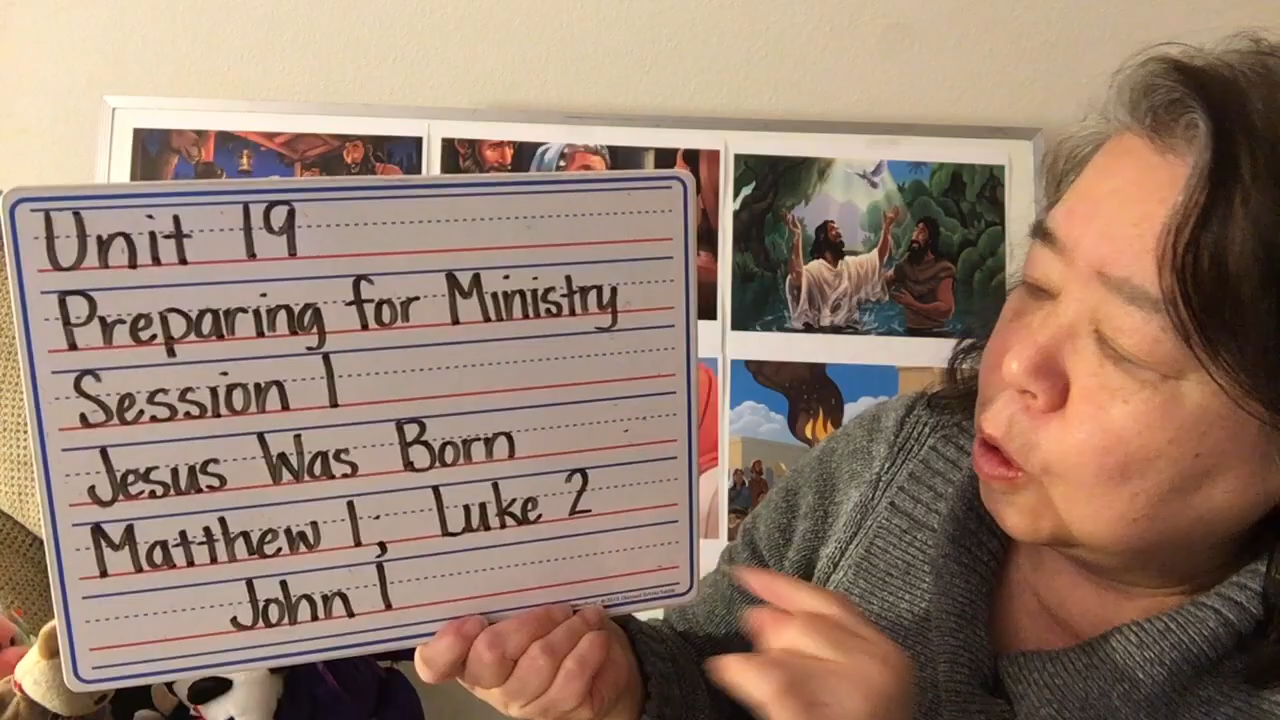 Unit 19
Preparing for Ministry
Session 1
Jesus Was Born
Matthew 1; Luke 2
John 1